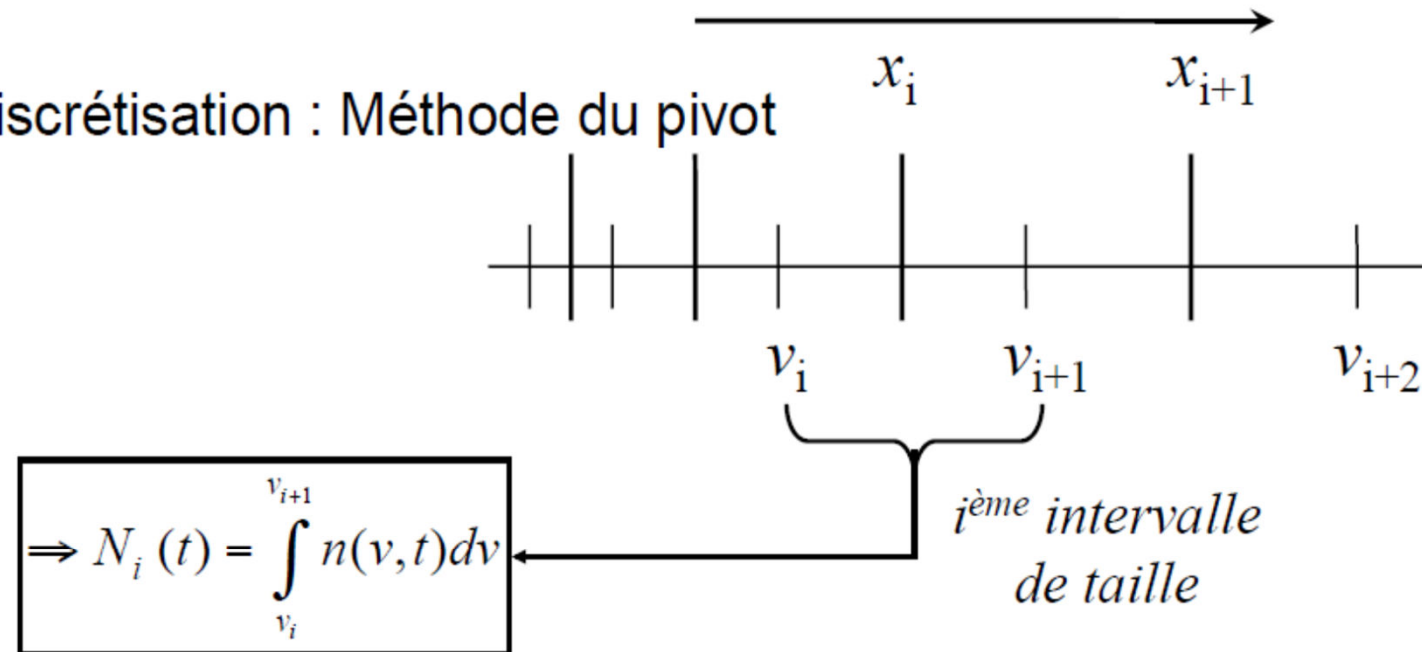 x_i x_{i+1}
iscrétisation : Méthode du pivot
v_i v_{i+1} v_{i+2}
⇒ N_i (t) = ∫_{v_i}^{v_{i+1}} n(v,t)dv
i^{ème} intervalle
de taille